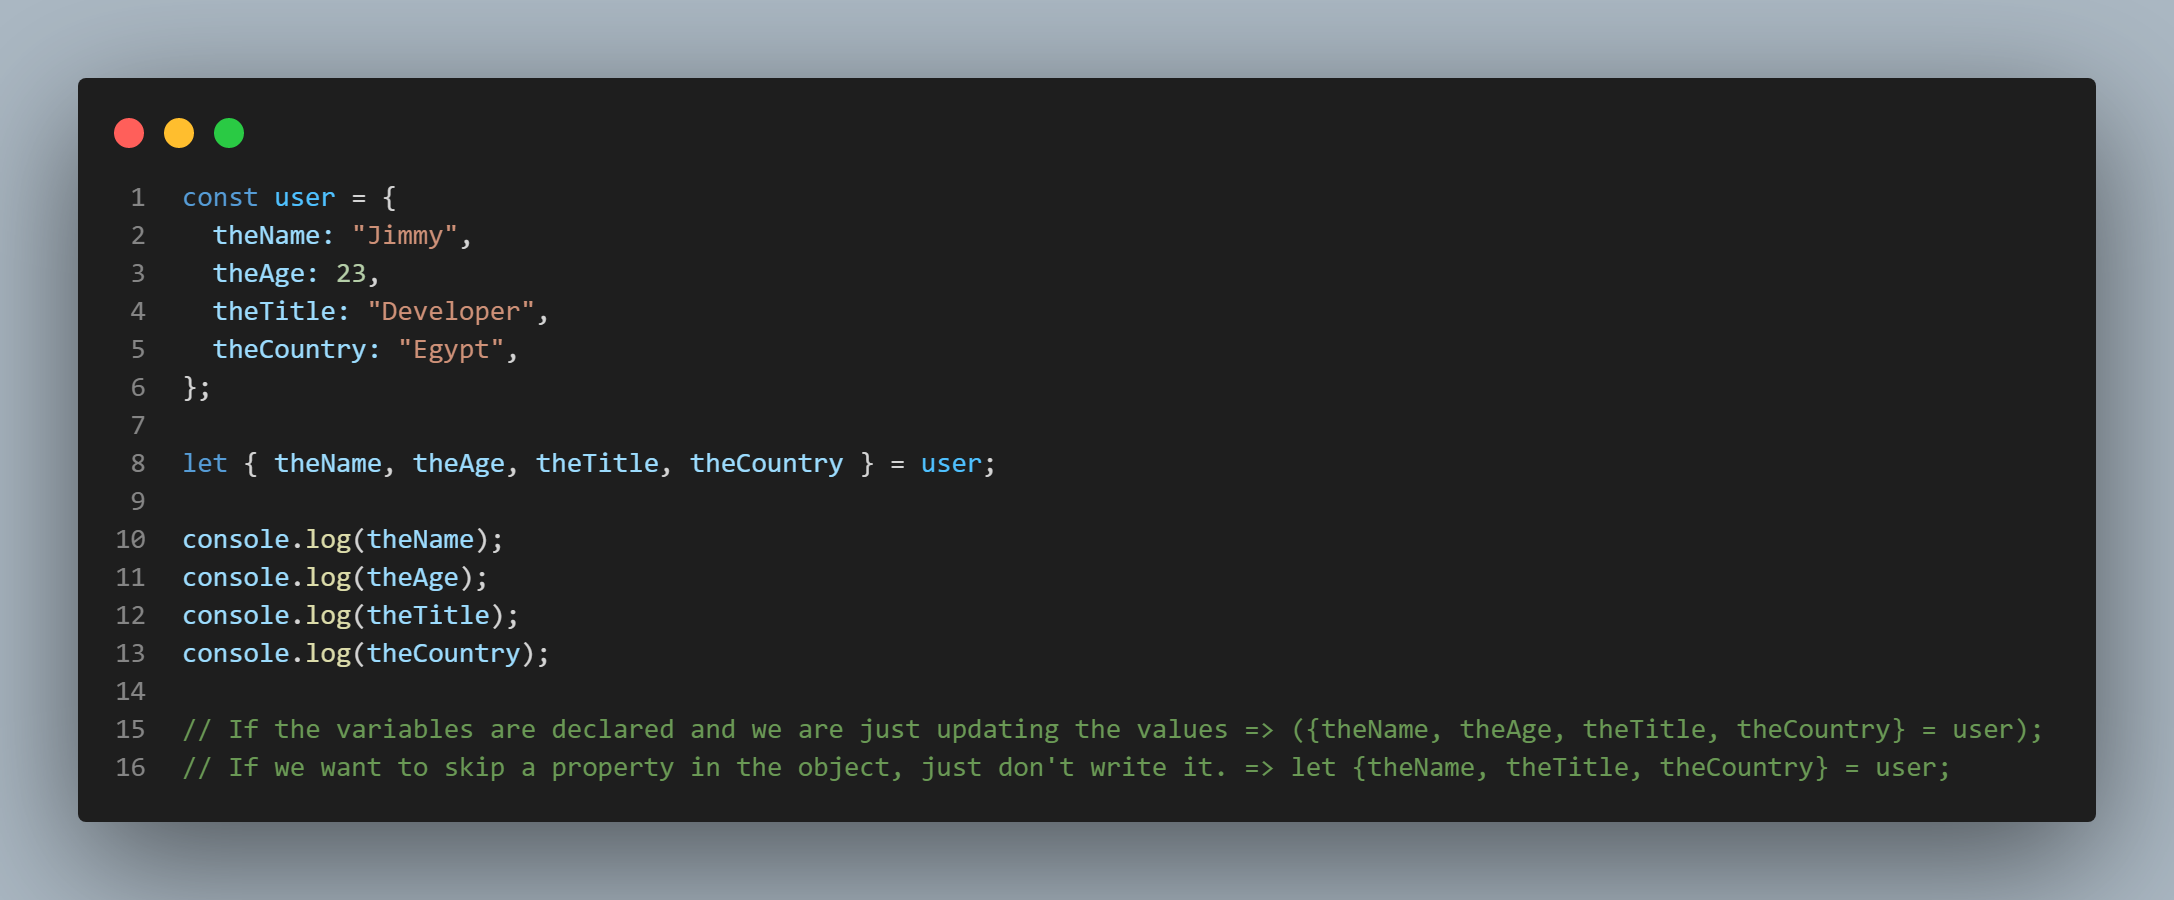 1 const user = {
2   theName: "Jimmy",
3   theAge: 23,
4   theTitle: "Developer",
5   theCountry: "Egypt",
6 };
7
8 let { theName, theAge, theTitle, theCountry } = user;
9
10 console.log(theName);
11 console.log(theAge);
12 console.log(theTitle);
13 console.log(theCountry);
14
15 // If the variables are declared and we are just updating the values => ({theName, theAge, theTitle, theCountry} = user);
16 // If we want to skip a property in the object, just don't write it. => let {theName, theTitle, theCountry} = user;